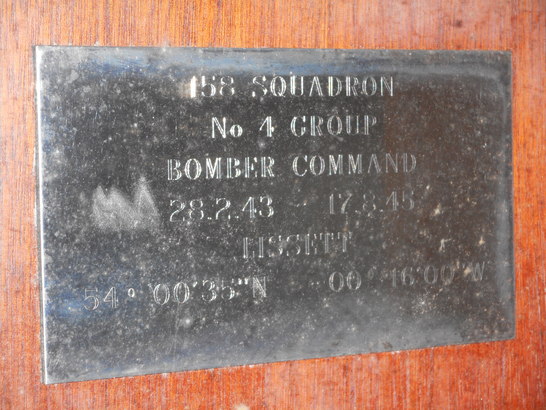 158 SQUADRON
No 4 GROUP
BOMBER COMMAND
28.2.43 - 17.8.45
LISSETT
54° 00'35"N - 00° 16'00"W